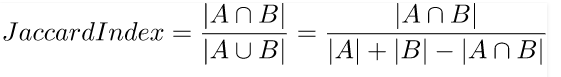 JaccardIndex = |A ∩ B| / |A ∪ B| = |A ∩ B| / (|A| + |B| − |A ∩ B|)